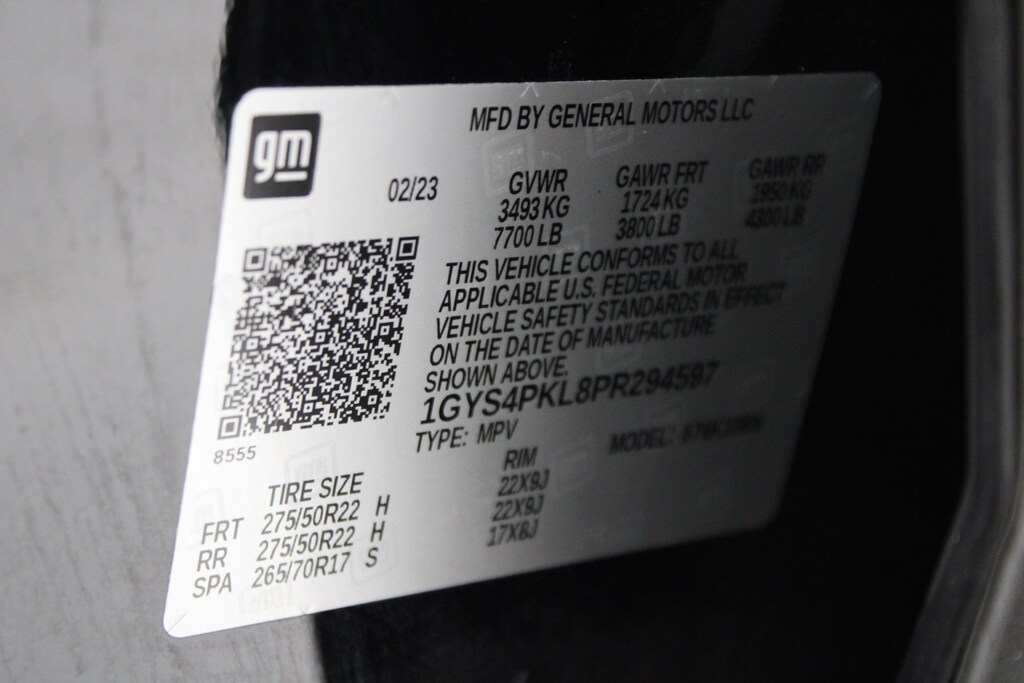 gm
MFD BY GENERAL MOTORS LLC
02/23 GVWR GAWR FRT GAWR RR
3493 KG 1724 KG 1950 KG
7700 LB 3800 LB 4300 LB
THIS VEHICLE CONFORMS TO ALL
APPLICABLE U.S. FEDERAL MOTOR
VEHICLE SAFETY STANDARDS IN EFFECT
ON THE DATE OF MANUFACTURE
SHOWN ABOVE.
1GYS4PKL8PR294597
TYPE: MPV MODEL:
8555
TIRE SIZE RIM
FRT 275/50R22 H 22X9J
RR 275/50R22 H 22X9J
SPA 265/70R17 S 17X8J